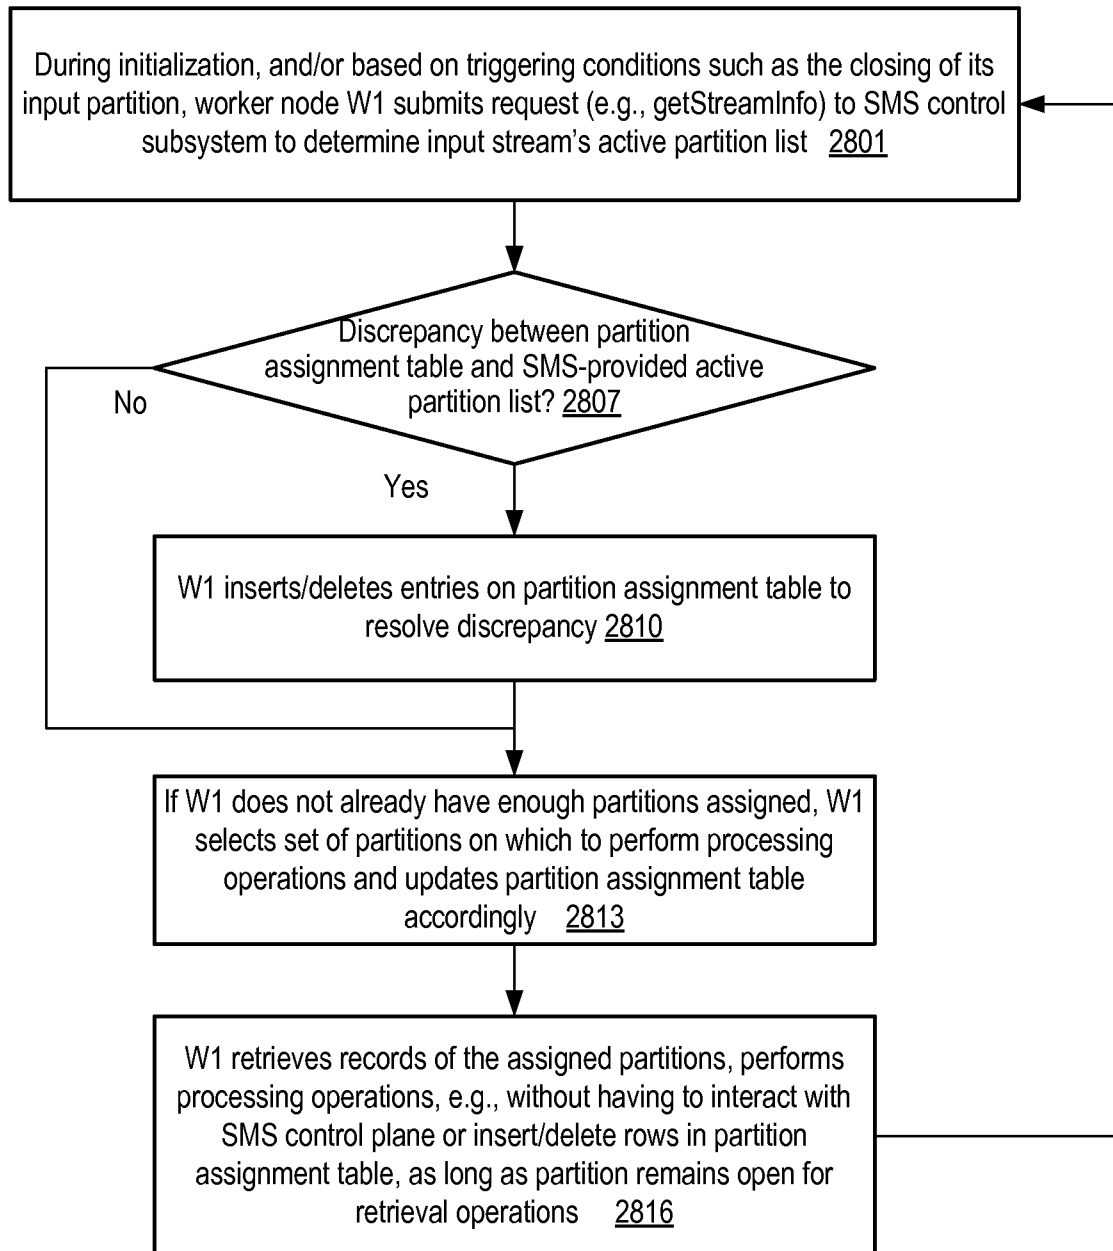 During initialization, and/or based on triggering conditions such as the closing of its
input partition, worker node W1 submits request (e.g., getStreamInfo) to SMS control
subsystem to determine input stream's active partition list 2801
Discrepancy between partition
assignment table and SMS-provided active
partition list? 2807
No
Yes
W1 inserts/deletes entries on partition assignment table to
resolve discrepancy 2810
If W1 does not already have enough partitions assigned, W1
selects set of partitions on which to perform processing
operations and updates partition assignment table
accordingly 2813
W1 retrieves records of the assigned partitions, performs
processing operations, e.g., without having to interact with
SMS control plane or insert/delete rows in partition
assignment table, as long as partition remains open for
retrieval operations 2816